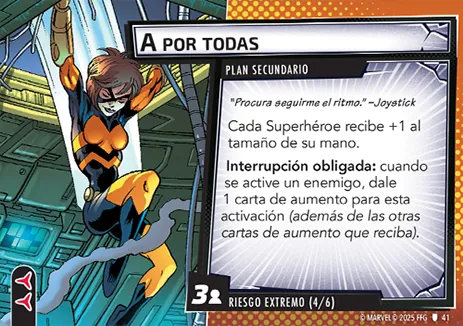 A POR TODAS
PLAN SECUNDARIO
"Procura seguirme el ritmo." –Joystick
Cada Superhéroe recibe +1 al
tamaño de su mano.
Interrupción obligada: cuando
se active un enemigo, dale
1 carta de aumento para esta
activación (además de las otras
cartas de aumento que reciba).
3
RIESGO EXTREMO (4/6)
© MARVEL © 2025 FFG 41